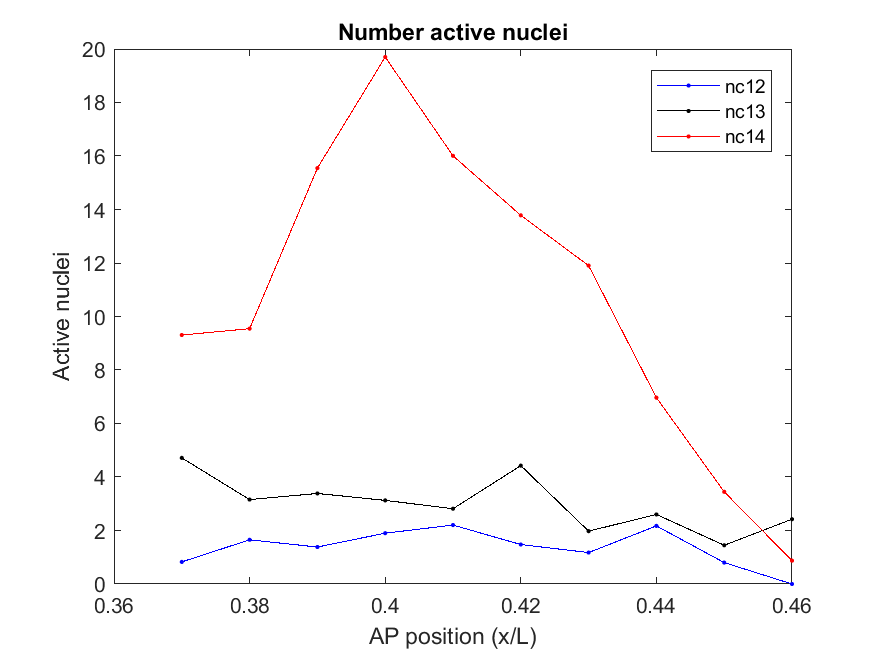 Number active nuclei
20
18
16
14
12
10
8
6
4
2
0
Active nuclei
nc12
nc13
nc14
0.36
0.38
0.4
0.42
0.44
0.46
AP position (x/L)